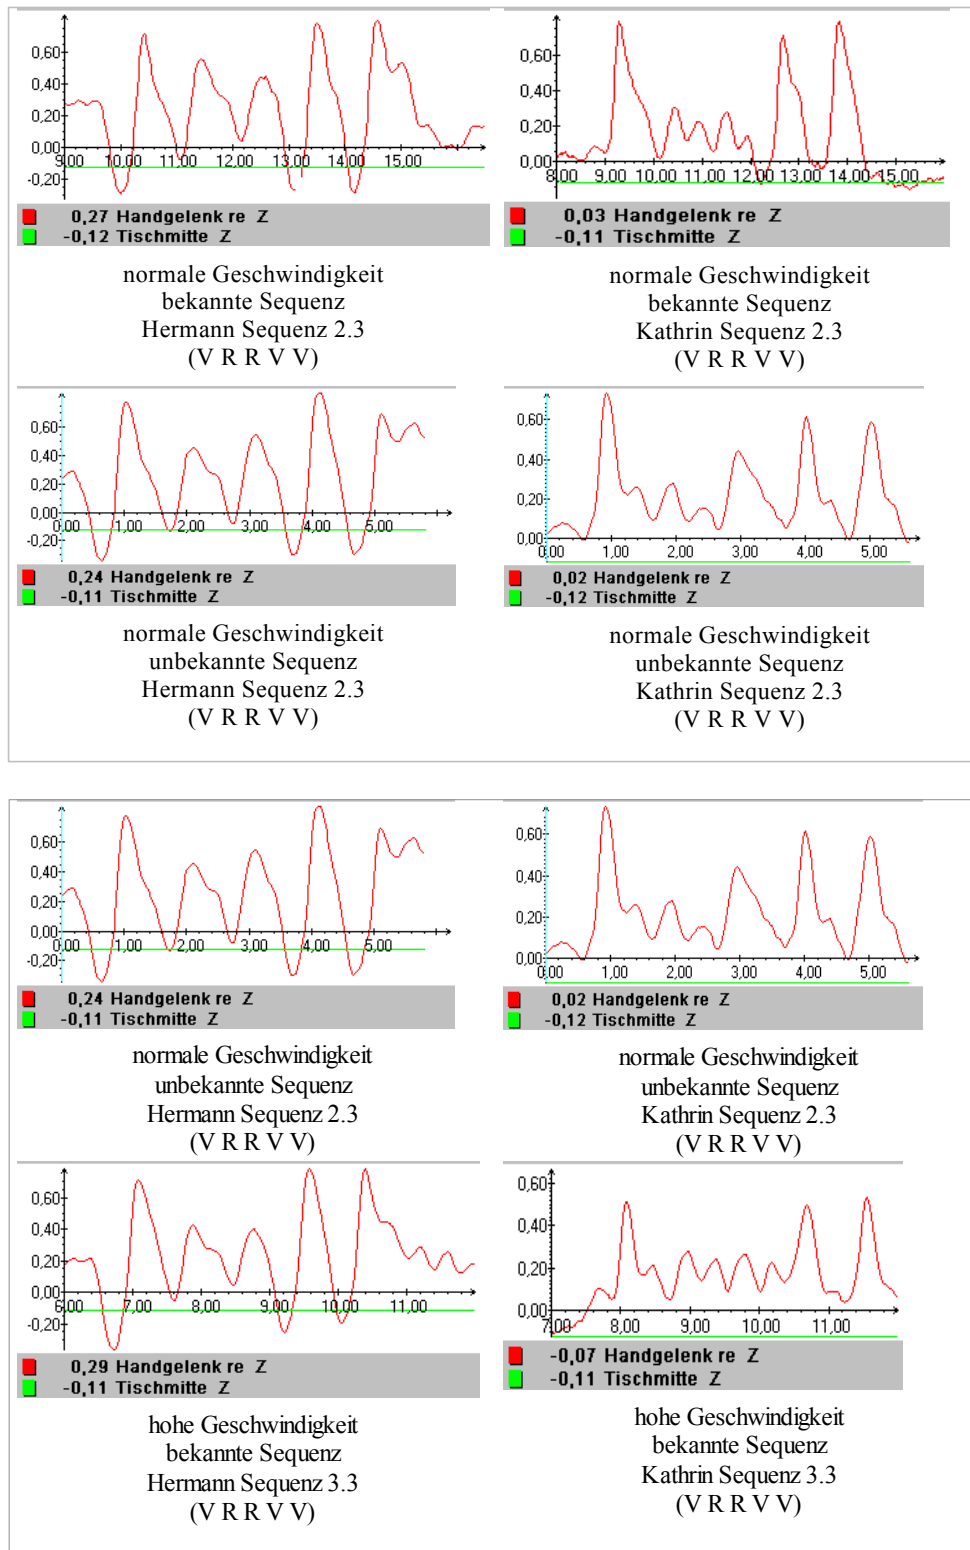 0,60
0,40
0,20
0,00
-0,20
9,00 10,00 11,00 12,00 13,00 14,00 15,00
0,27 Handgelenk re Z
-0,12 Tischmitte Z
normale Geschwindigkeit
bekannte Sequenz
Hermann Sequenz 2.3
(V R R V V)
0,60
0,40
0,20
0,00
8,00 9,00 10,00 11,00 12,00 13,00 14,00 15,00
0,03 Handgelenk re Z
-0,11 Tischmitte Z
normale Geschwindigkeit
bekannte Sequenz
Kathrin Sequenz 2.3
(V R R V V)
0,60
0,40
0,20
0,00
-0,20
0,00 1,00 2,00 3,00 4,00 5,00
0,24 Handgelenk re Z
-0,11 Tischmitte Z
normale Geschwindigkeit
unbekannte Sequenz
Hermann Sequenz 2.3
(V R R V V)
0,60
0,40
0,20
0,00
0,00 1,00 2,00 3,00 4,00 5,00
0,02 Handgelenk re Z
-0,12 Tischmitte Z
normale Geschwindigkeit
unbekannte Sequenz
Kathrin Sequenz 2.3
(V R R V V)
0,60
0,40
0,20
0,00
-0,20
0,00 1,00 2,00 3,00 4,00 5,00
0,24 Handgelenk re Z
-0,11 Tischmitte Z
normale Geschwindigkeit
unbekannte Sequenz
Hermann Sequenz 2.3
(V R R V V)
0,60
0,40
0,20
0,00
0,00 1,00 2,00 3,00 4,00 5,00
0,02 Handgelenk re Z
-0,12 Tischmitte Z
normale Geschwindigkeit
unbekannte Sequenz
Kathrin Sequenz 2.3
(V R R V V)
0,60
0,40
0,20
0,00
-0,20
6,00 7,00 8,00 9,00 10,00 11,00
0,29 Handgelenk re Z
-0,11 Tischmitte Z
hohe Geschwindigkeit
bekannte Sequenz
Hermann Sequenz 3.3
(V R R V V)
0,60
0,40
0,20
0,00
7,00 8,00 9,00 10,00 11,00
-0,07 Handgelenk re Z
-0,11 Tischmitte Z
hohe Geschwindigkeit
bekannte Sequenz
Kathrin Sequenz 3.3
(V R R V V)